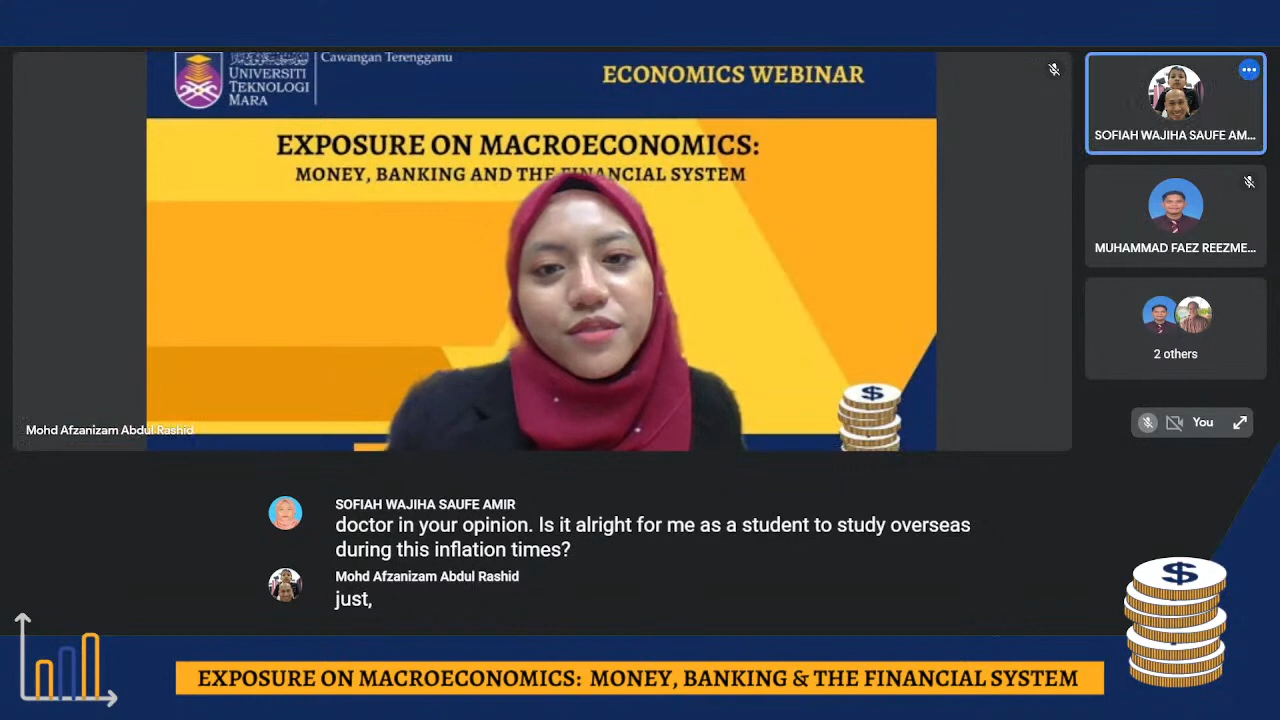 Cawangan Terengganu
UNIVERSITI
TEKNOLOGI
MARA
ECONOMICS WEBINAR
EXPOSURE ON MACROECONOMICS:
MONEY, BANKING AND THE FINANCIAL SYSTEM
Mohd Afzanizam Abdul Rashid
SOFIAH WAJIHA SAUFE AM...
MUHAMMAD FAEZ REEZME...
2 others
You
SOFIAH WAJIHA SAUFE AMIR
doctor in your opinion. Is it alright for me as a student to study overseas
during this inflation times?
Mohd Afzanizam Abdul Rashid
just,
$
$
EXPOSURE ON MACROECONOMICS: MONEY, BANKING & THE FINANCIAL SYSTEM